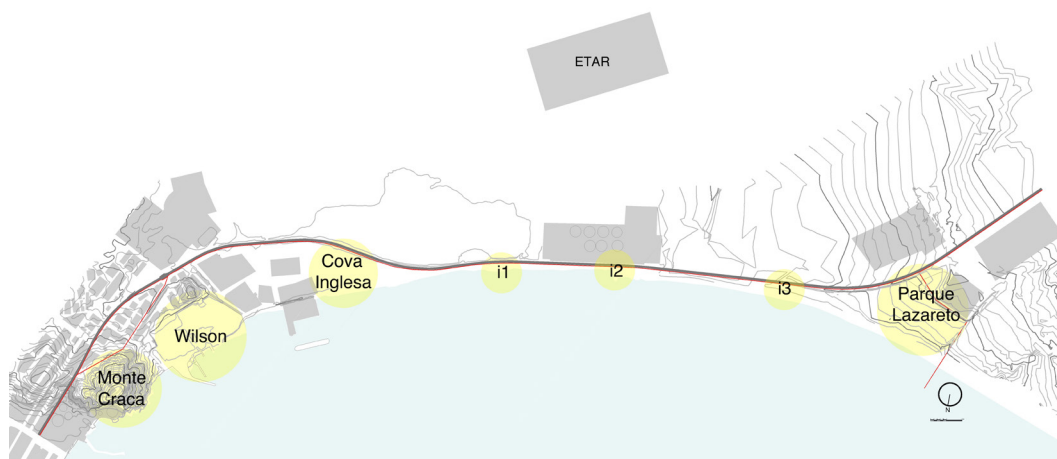 ETAR
Cova
Inglesa
i1
i2
i3
Parque
Lazareto
Wilson
Monte
Craca
N